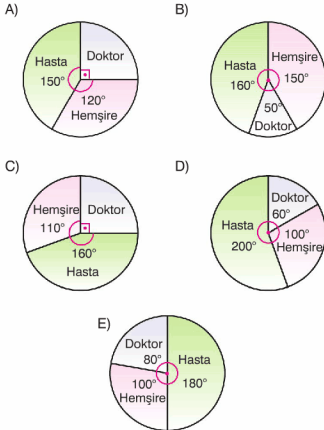 A)
Hasta
150°
Doktor
120°
Hemşire
B)
Hasta
160°
Hemşire
150°
50°
Doktor
C)
Hemşire
110°
Doktor
160°
Hasta
D)
Hasta
200°
Doktor
60°
100°
Hemşire
E)
Doktor
80°
100°
Hemşire
Hasta
180°